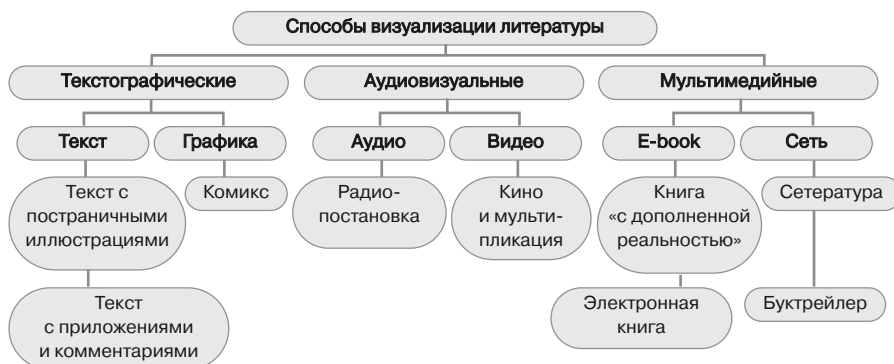 Способы визуализации литературы
Текстографические
Аудиовизуальные
Мультимедийные
Текст
Графика
Аудио
Видео
E-book
Сеть
Текст с
постраничными
иллюстрациями
Комикс
Радио-
постановка
Кино
и мульти-
пликация
Книга
«с дополненной
реальностью»
Сетература
Текст
с приложениями
и комментариями
Электронная
книга
Буктрейлер